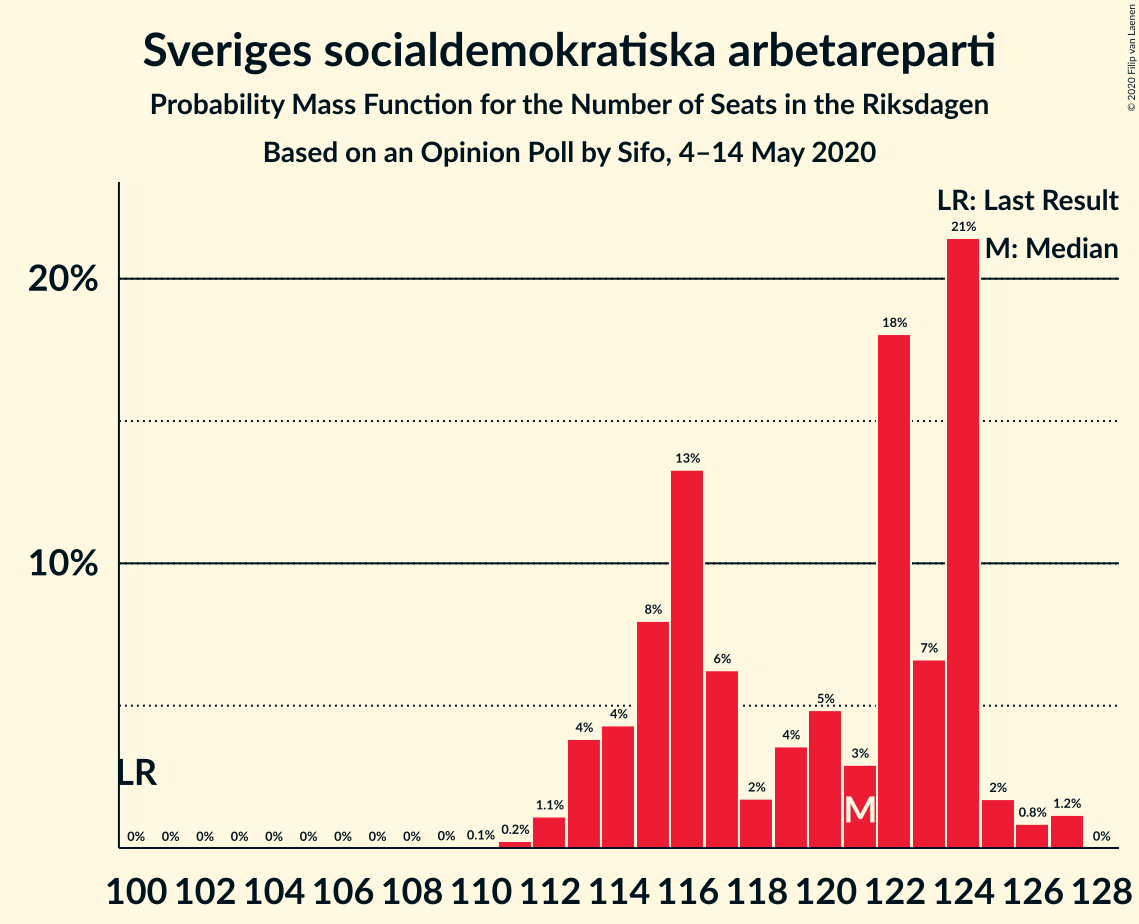 Sveriges socialdemokratiska arbetareparti
Probability Mass Function for the Number of Seats in the Riksdagen
Based on an Opinion Poll by Sifo, 4–14 May 2020
© 2020 Filip van Laenen
LR: Last Result
M: Median
20%
10%
0% 0% 0% 0% 0% 0% 0% 0% 0% 0% 0.1% 0.2% 1.1% 4% 4% 8% 13% 6% 2% 4% 5% 3% 18% 7% 21% 2% 0.8% 1.2% 0%
LR
M
100 102 104 106 108 110 112 114 116 118 120 122 124 126 128